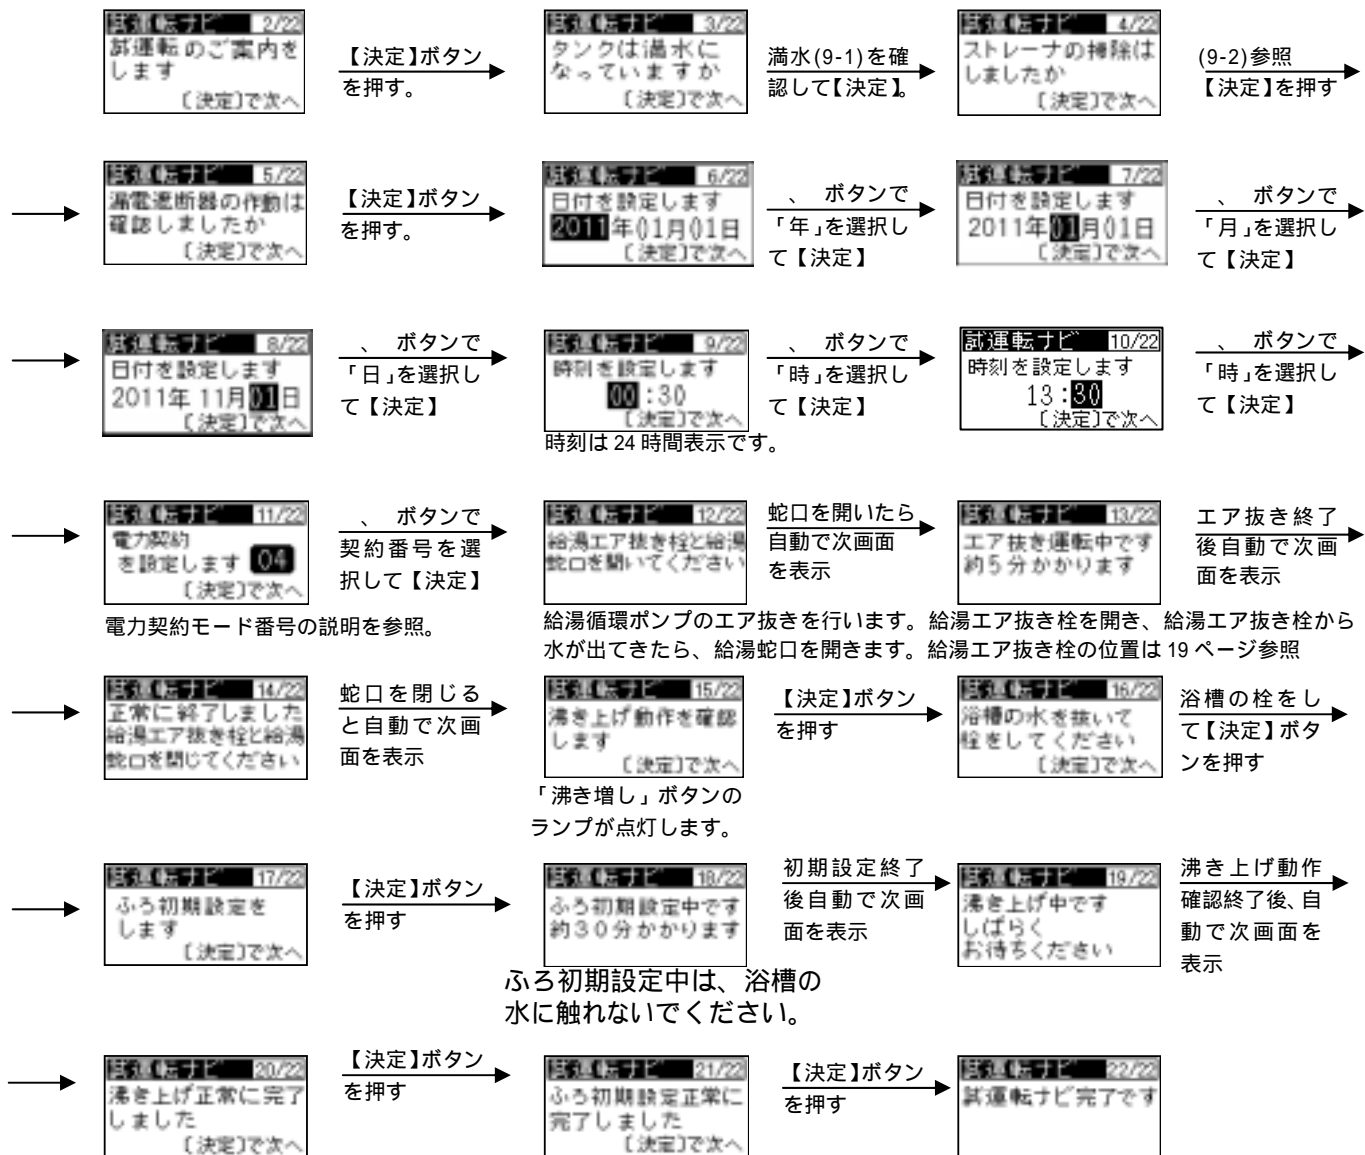 試運転ナビ 2/22
試運転のご案内を
します
〔決定〕で次へ
【決定】ボタン
を押す。
試運転ナビ 3/22
タンクは満水に
なっていますか
〔決定〕で次へ
満水(9-1)を確
認して【決定】。
試運転ナビ 4/22
ストレーナの掃除は
しましたか
〔決定〕で次へ
(9-2)参照
【決定】を押す
試運転ナビ 5/22
漏電遮断器の作動は
確認しましたか
〔決定〕で次へ
【決定】ボタン
を押す。
試運転ナビ 6/22
日付を設定します
2011年01月01日
〔決定〕で次へ
、 ボタンで
「年」を選択し
て【決定】
試運転ナビ 7/22
日付を設定します
2011年01月01日
〔決定〕で次へ
、 ボタンで
「月」を選択し
て【決定】
試運転ナビ 8/22
日付を設定します
2011年 11月01日
〔決定〕で次へ
、 ボタンで
「日」を選択し
て【決定】
試運転ナビ 9/22
時刻を設定します
00:30
〔決定〕で次へ
時刻は 24 時間表示です。
、 ボタンで
「時」を選択し
て【決定】
試運転ナビ 10/22
時刻を設定します
13:30
〔決定〕で次へ
、 ボタンで
「時」を選択し
て【決定】
試運転ナビ 11/22
電力契約
を設定します 04
〔決定〕で次へ
電力契約モード番号の説明を参照。
、 ボタンで
契約番号を選
択して【決定】
試運転ナビ 12/22
給湯エア抜き栓と給湯
蛇口を開いてください
蛇口を開いたら
自動で次画面
を表示
試運転ナビ 13/22
エア抜き運転中です
約5分かかります
エア抜き終了
後自動で次画
面を表示
給湯循環ポンプのエア抜きを行います。給湯エア抜き栓を開き、給湯エア抜き栓から
水が出てきたら、給湯蛇口を開きます。給湯エア抜き栓の位置は 19 ページ参照
試運転ナビ 14/22
正常に終了しました
給湯エア抜き栓と給湯
蛇口を閉じてください
蛇口を閉じる
と自動で次画
面を表示
試運転ナビ 15/22
沸き上げ動作を確認
します
〔決定〕で次へ
「沸き増し」ボタンの
ランプが点灯します。
【決定】ボタン
を押す
試運転ナビ 16/22
浴槽の水を抜いて
栓をしてください
〔決定〕で次へ
浴槽の栓をし
て【決定】ボタ
ンを押す
試運転ナビ 17/22
ふろ初期設定を
します
〔決定〕で次へ
【決定】ボタン
を押す
試運転ナビ 18/22
ふろ初期設定中です
約30分かかります
ふろ初期設定中は、浴槽の
水に触れないでください。
初期設定終了
後自動で次画
面を表示
試運転ナビ 19/22
沸き上げ中です
しばらく
お待ちください
沸き上げ動作
確認終了後、自
動で次画面を
表示
試運転ナビ 20/22
沸き上げ正常に完了
しました
〔決定〕で次へ
【決定】ボタン
を押す
試運転ナビ 21/22
ふろ初期設定正常に
完了しました
〔決定〕で次へ
【決定】ボタン
を押す
試運転ナビ 22/22
試運転ナビ完了です